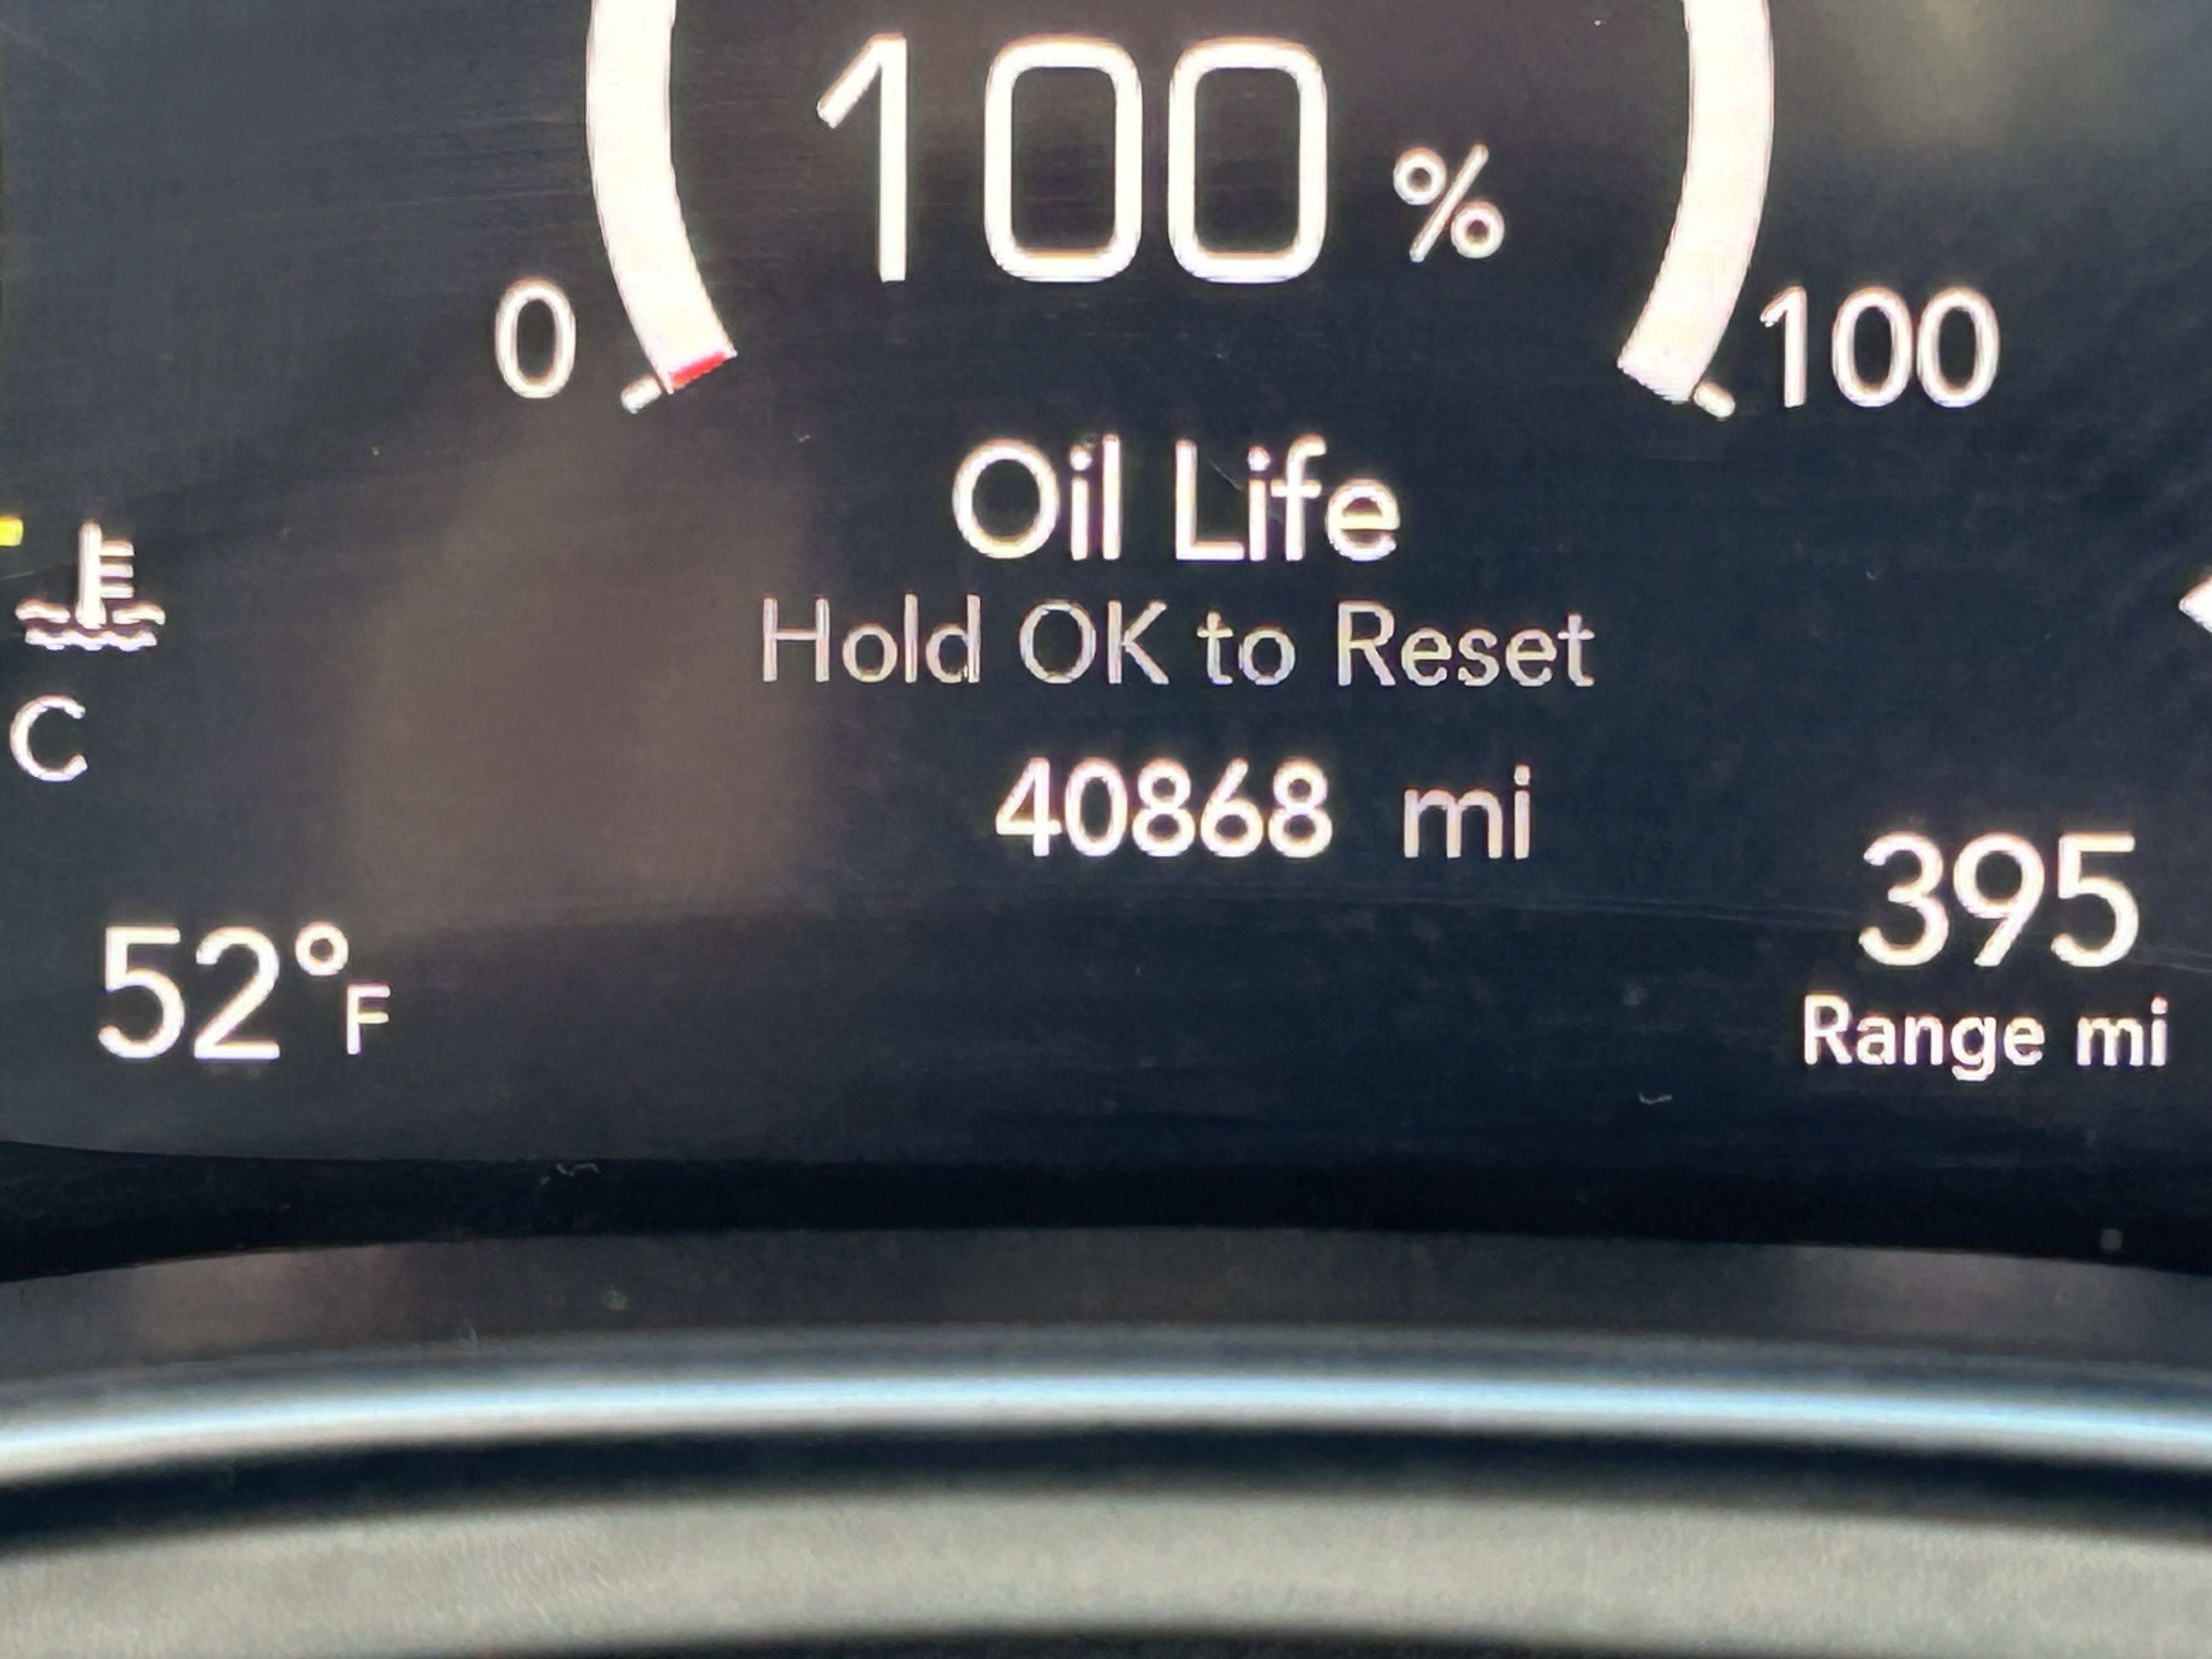 100 %
0
100
Oil Life
Hold OK to Reset
C
40868 mi
395
Range mi
52°F